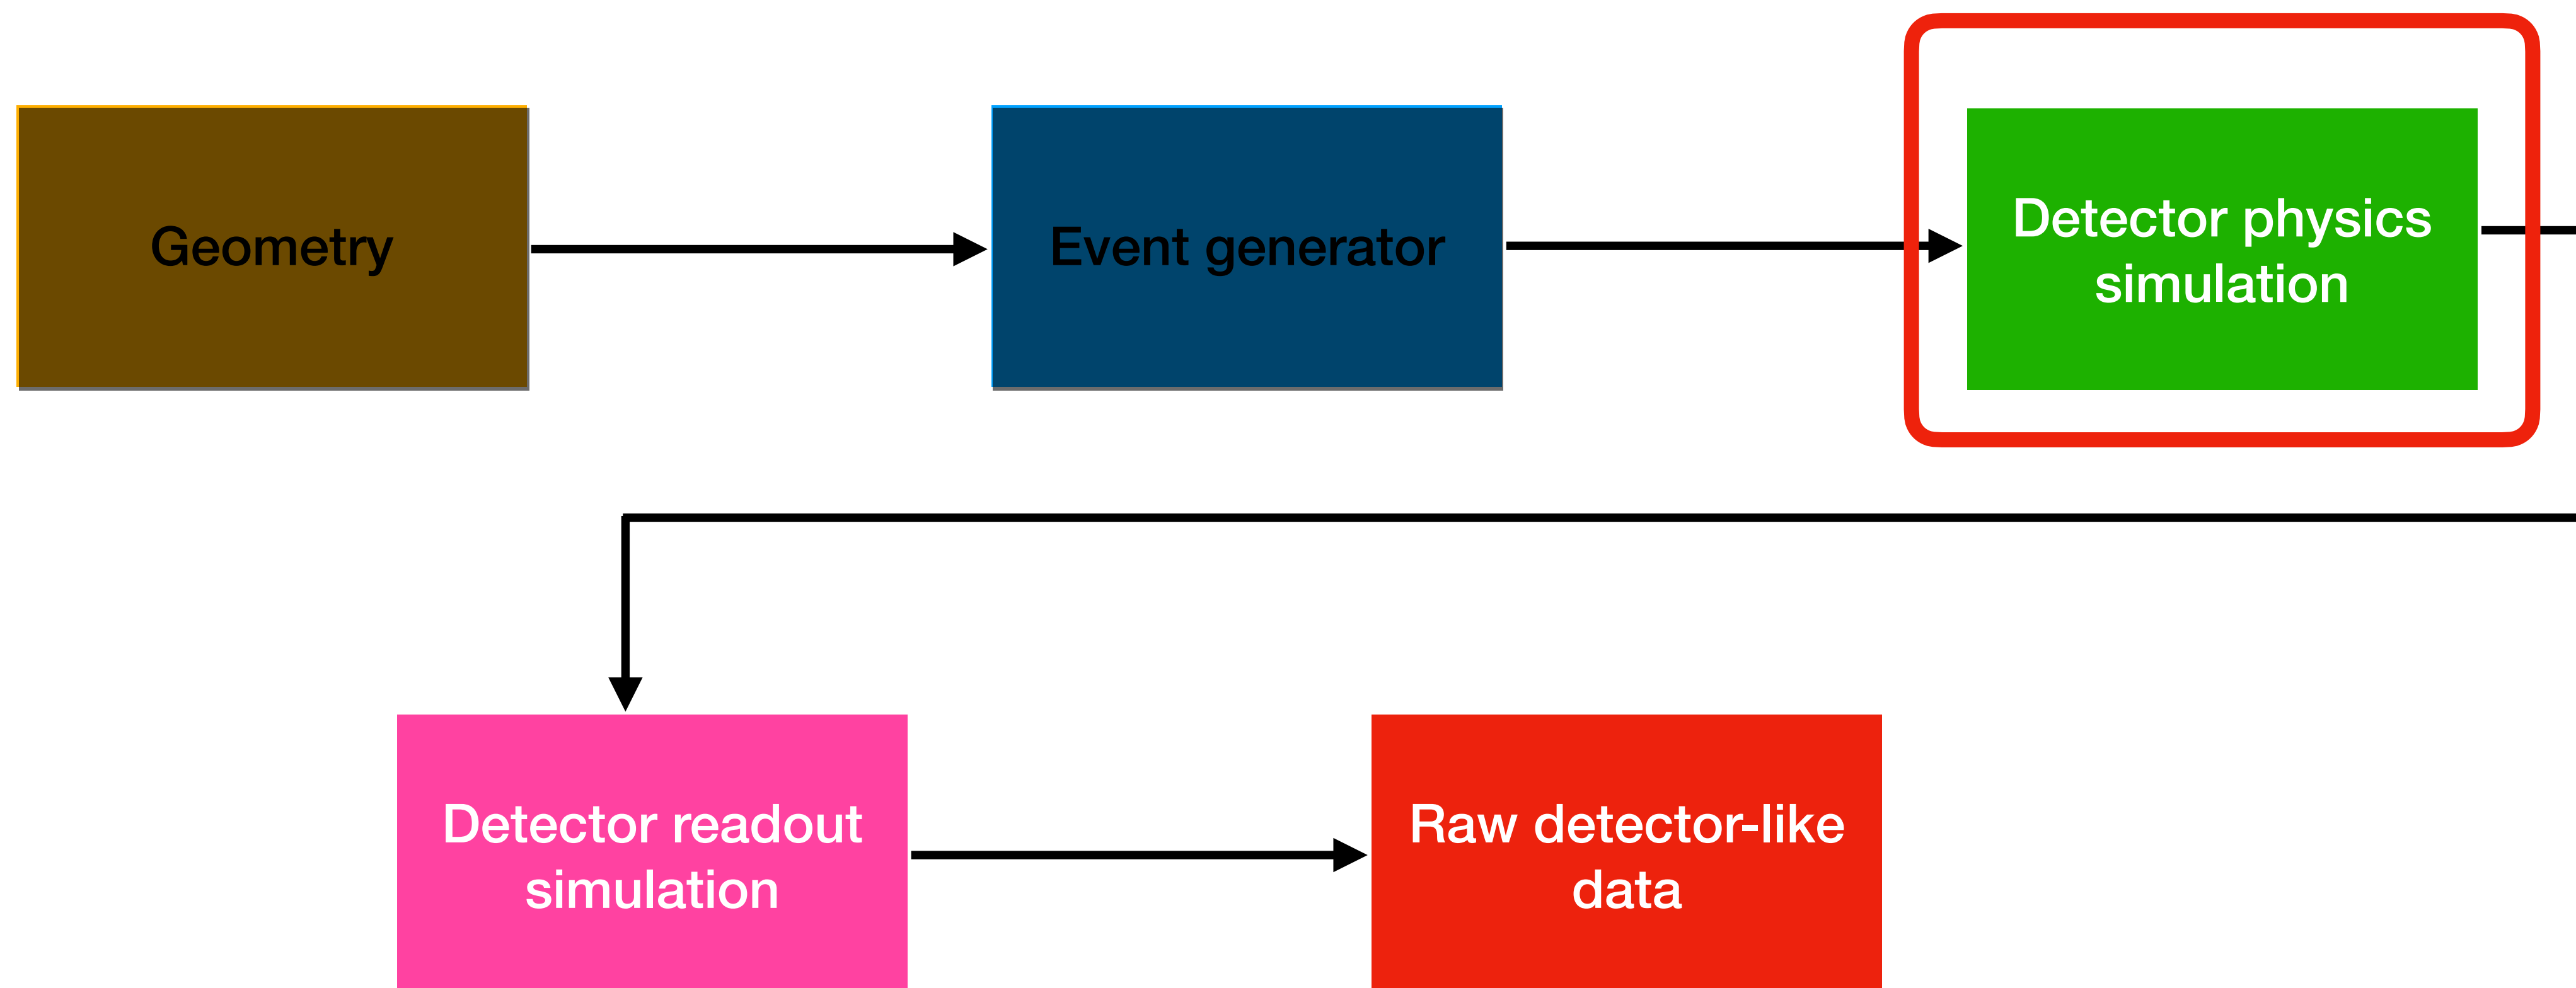 Geometry
Event generator
Detector physics
simulation
Detector readout
simulation
Raw detector-like
data